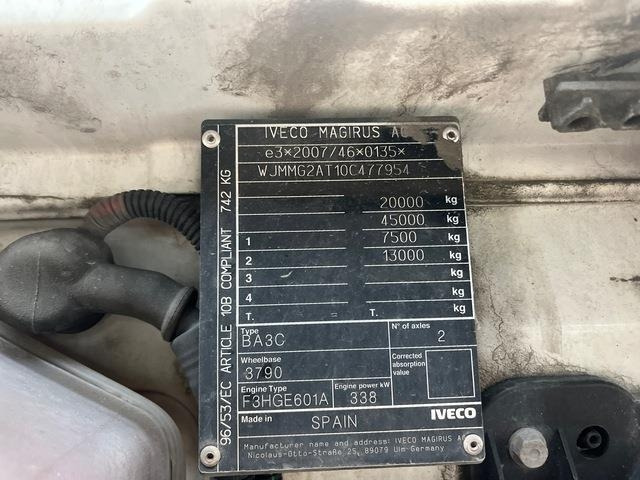 IVECO MAGIRUS AG
e3*2007/46*0135*
WJMMG2AT10C477954
20000 kg
45000 kg
1 7500 kg
2 13000 kg
3 kg
4 kg
T. = T. kg
96/53/EC ARTICLE 10B COMPLIANT 742 KG
Type
BA3C
N° of axles
2
Wheelbase
3790
Corrected
absorption
value
Engine Type
F3HGE601A
Engine power kW
338
Made in SPAIN
IVECO
Manufacturer name and address: IVECO MAGIRUS AG
Nicolaus-Otto-Straße 25, 89079 Ulm-Germany